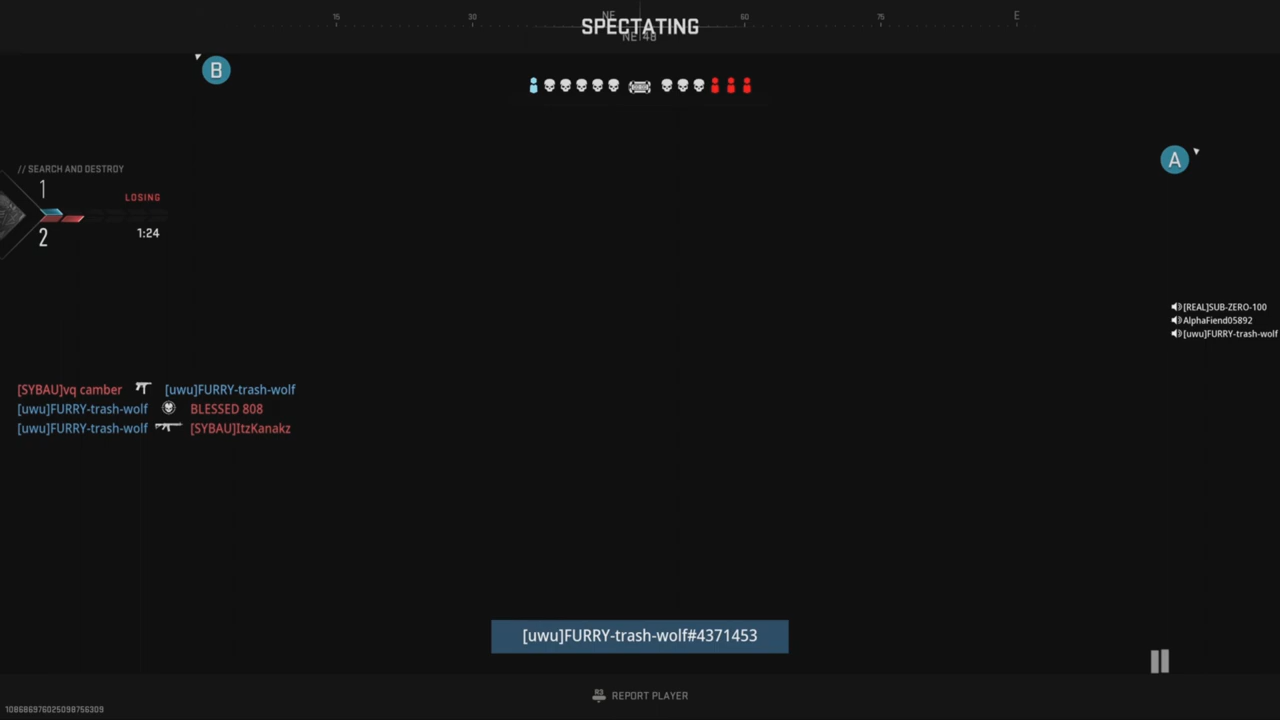 15 30 NE 60 75 E
SPECTATING
NE|48
B
A
// SEARCH AND DESTROY
1
LOSING
2
1:24
[REAL]SUB-ZERO-100
AlphaFiend05892
[uwu]FURRY-trash-wolf
[SYBAU]vq camber [uwu]FURRY-trash-wolf
[uwu]FURRY-trash-wolf BLESSED 808
[uwu]FURRY-trash-wolf [SYBAU]ItzKanakz
[uwu]FURRY-trash-wolf#4371453
R3 REPORT PLAYER
108686976025098756309